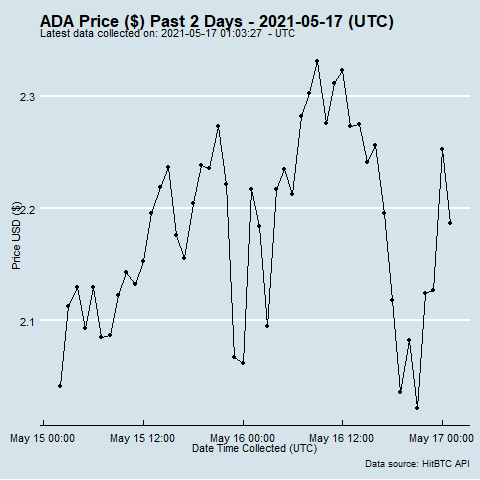 ADA Price ($) Past 2 Days - 2021-05-17 (UTC)
Latest data collected on: 2021-05-17 01:03:27 - UTC
2.3
2.2
2.1
Price USD ($)
May 15 00:00 May 15 12:00 May 16 00:00 May 16 12:00 May 17 00:00
Date Time Collected (UTC)
Data source: HitBTC API